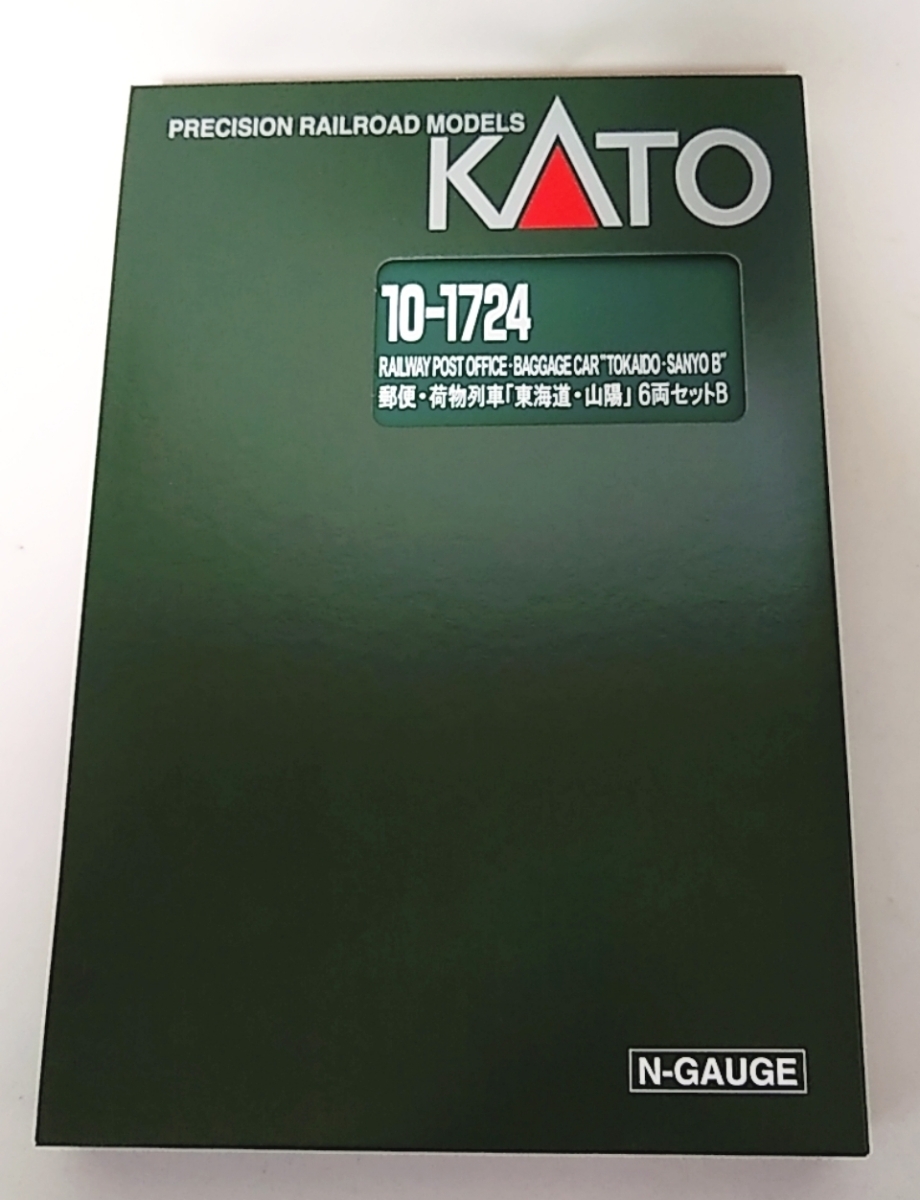 PRECISION RAILROAD MODELS
KATO
10-1724
RAILWAY POST OFFICE・BAGGAGE CAR "TOKAIDO・SANYO B"
郵便・荷物列車「東海道・山陽」 6両セットB
N-GAUGE